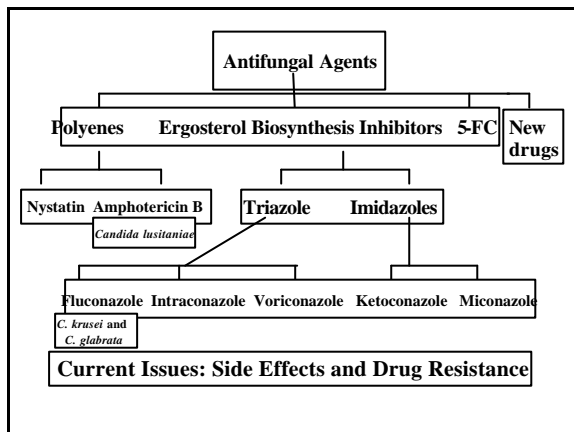 Antifungal Agents
Polyenes Ergosterol Biosynthesis Inhibitors 5-FC New
drugs
Nystatin Amphotericin B Triazole Imidazoles
Candida lusitaniae
Fluconazole Intraconazole Voriconazole Ketoconazole Miconazole
C. krusei and
C. glabrata
Current Issues: Side Effects and Drug Resistance